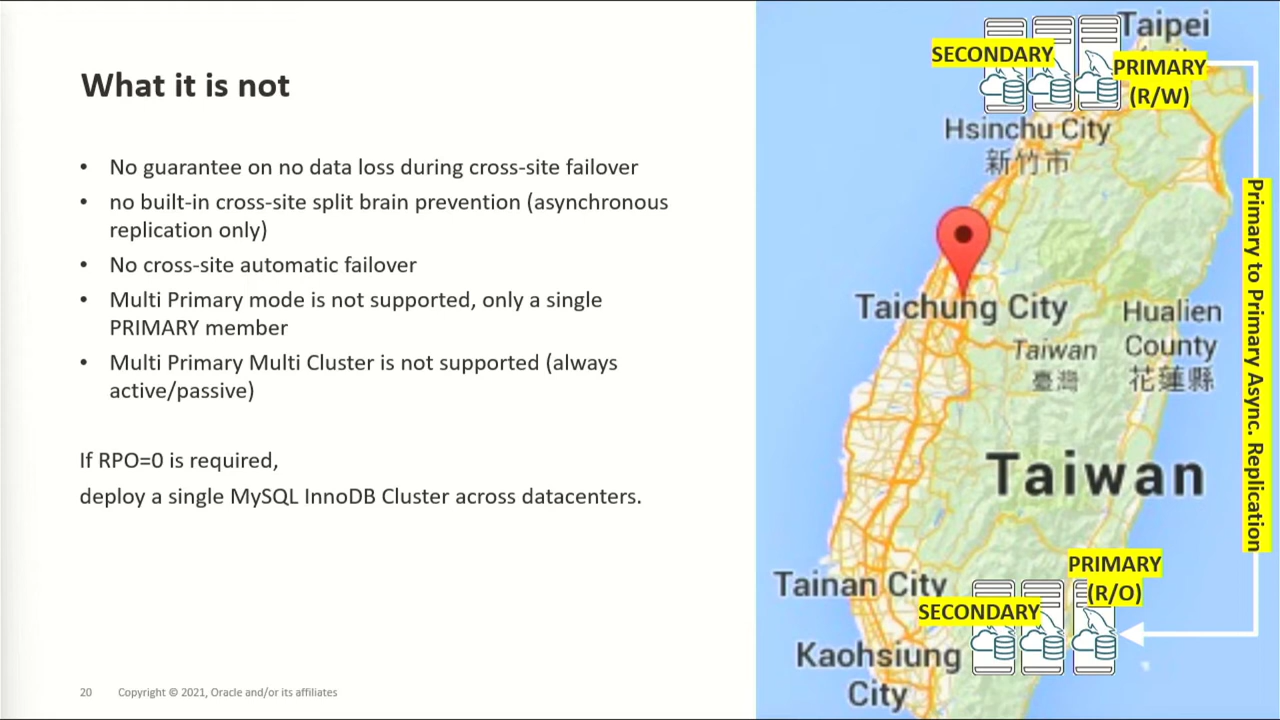 What it is not
• No guarantee on no data loss during cross-site failover
• no built-in cross-site split brain prevention (asynchronous
replication only)
• No cross-site automatic failover
• Multi Primary mode is not supported, only a single
PRIMARY member
• Multi Primary Multi Cluster is not supported (always
active/passive)
If RPO=0 is required,
deploy a single MySQL InnoDB Cluster across datacenters.
20 Copyright © 2021, Oracle and/or its affiliates
Taipei
SECONDARY
PRIMARY
(R/W)
Hsinchu City
新竹市
Primary to Primary Async. Replication
Taichung City
Hualien
County
花蓮縣
Taiwan
臺灣
Taiwan
PRIMARY
(R/O)
Tainan City
SECONDARY
Kaohsiung
City